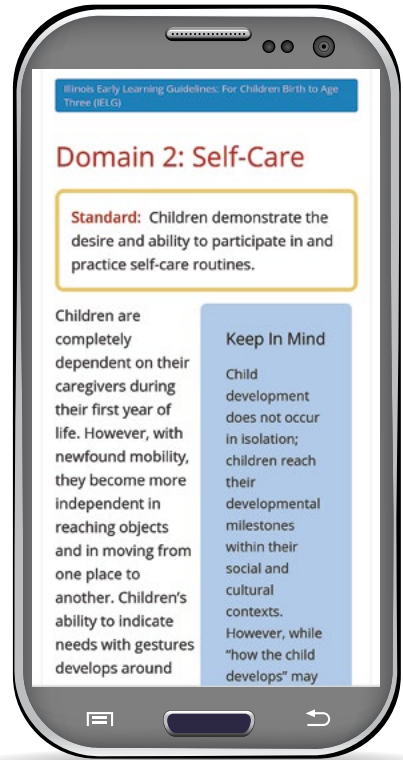 Illinois Early Learning Guidelines: For Children Birth to Age
Three (IELG)
Domain 2: Self-Care
Standard: Children demonstrate the
desire and ability to participate in and
practice self-care routines.
Children are
completely
dependent on their
caregivers during
their first year of
life. However, with
newfound mobility,
they become more
independent in
reaching objects
and in moving from
one place to
another. Children's
ability to indicate
needs with gestures
develops around
Keep In Mind
Child
development
does not occur
in isolation;
children reach
their
developmental
milestones
within their
social and
cultural
contexts.
However, while
"how the child
develops" may